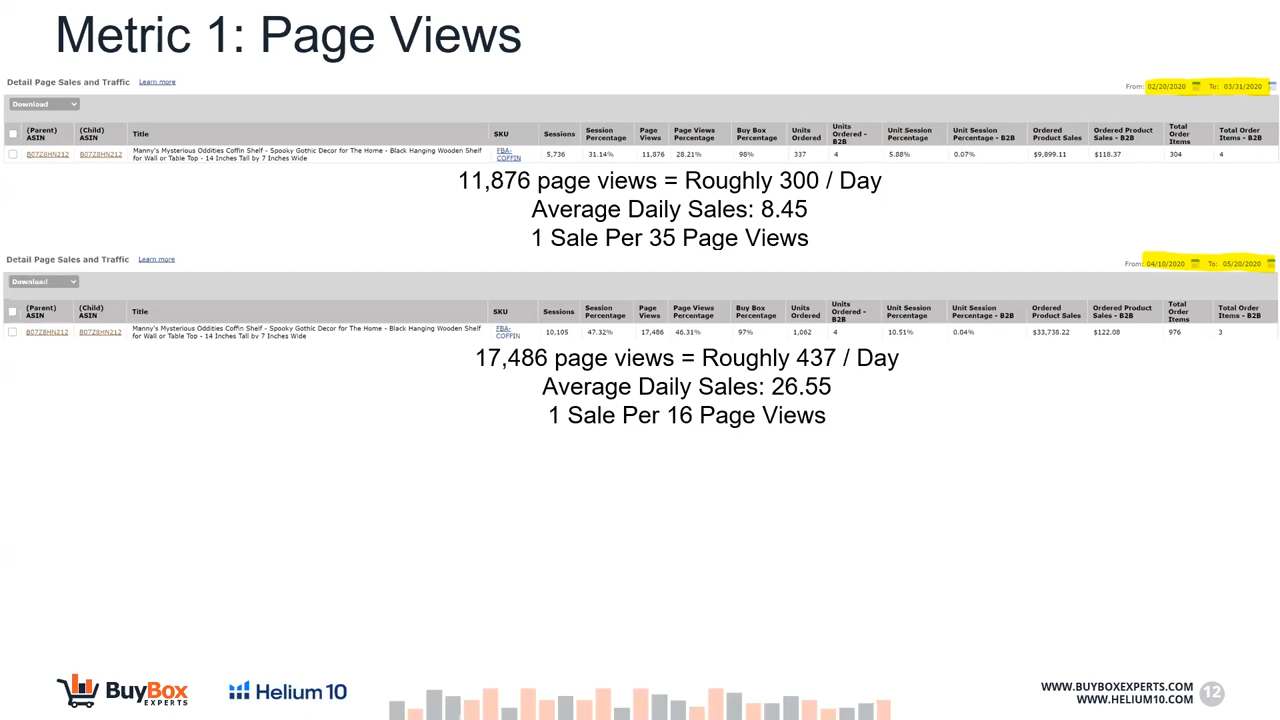 Metric 1: Page Views
Detail Page Sales and Traffic Learn more From: 02/20/2020 To: 03/31/2020
Download
(Parent) ASIN (Child) ASIN Title SKU Sessions Session Percentage Page Views Page Views Percentage Buy Box Percentage Units Ordered Units Ordered - B2B Unit Session Percentage Unit Session Percentage - B2B Ordered Product Sales Ordered Product Sales - B2B Total Order Items Total Order Items - B2B
B07Z8HN212 B07Z8HN212 Manny's Mysterious Oddities Coffin Shelf - Spooky Gothic Decor for The Home - Black Hanging Wooden Shelf for Wall or Table Top - 14 Inches Tall by 7 Inches Wide FBA-COFFIN 5,736 31.14% 11,876 28.21% 98% 337 4 5.88% 0.07% $9,899.11 $118.37 304 4
11,876 page views = Roughly 300 / Day
Average Daily Sales: 8.45
1 Sale Per 35 Page Views
Detail Page Sales and Traffic Learn more From: 04/10/2020 To: 05/20/2020
Download
(Parent) ASIN (Child) ASIN Title SKU Sessions Session Percentage Page Views Page Views Percentage Buy Box Percentage Units Ordered Units Ordered - B2B Unit Session Percentage Unit Session Percentage - B2B Ordered Product Sales Ordered Product Sales - B2B Total Order Items Total Order Items - B2B
B07Z8HN212 B07Z8HN212 Manny's Mysterious Oddities Coffin Shelf - Spooky Gothic Decor for The Home - Black Hanging Wooden Shelf for Wall or Table Top - 14 Inches Tall by 7 Inches Wide FBA-COFFIN 10,105 47.32% 17,486 46.31% 97% 1,062 4 10.51% 0.04% $33,738.22 $122.08 976 3
17,486 page views = Roughly 437 / Day
Average Daily Sales: 26.55
1 Sale Per 16 Page Views
BuyBox EXPERTS
Helium 10
WWW.BUYBOXEXPERTS.COM
WWW.HELIUM10.COM
12